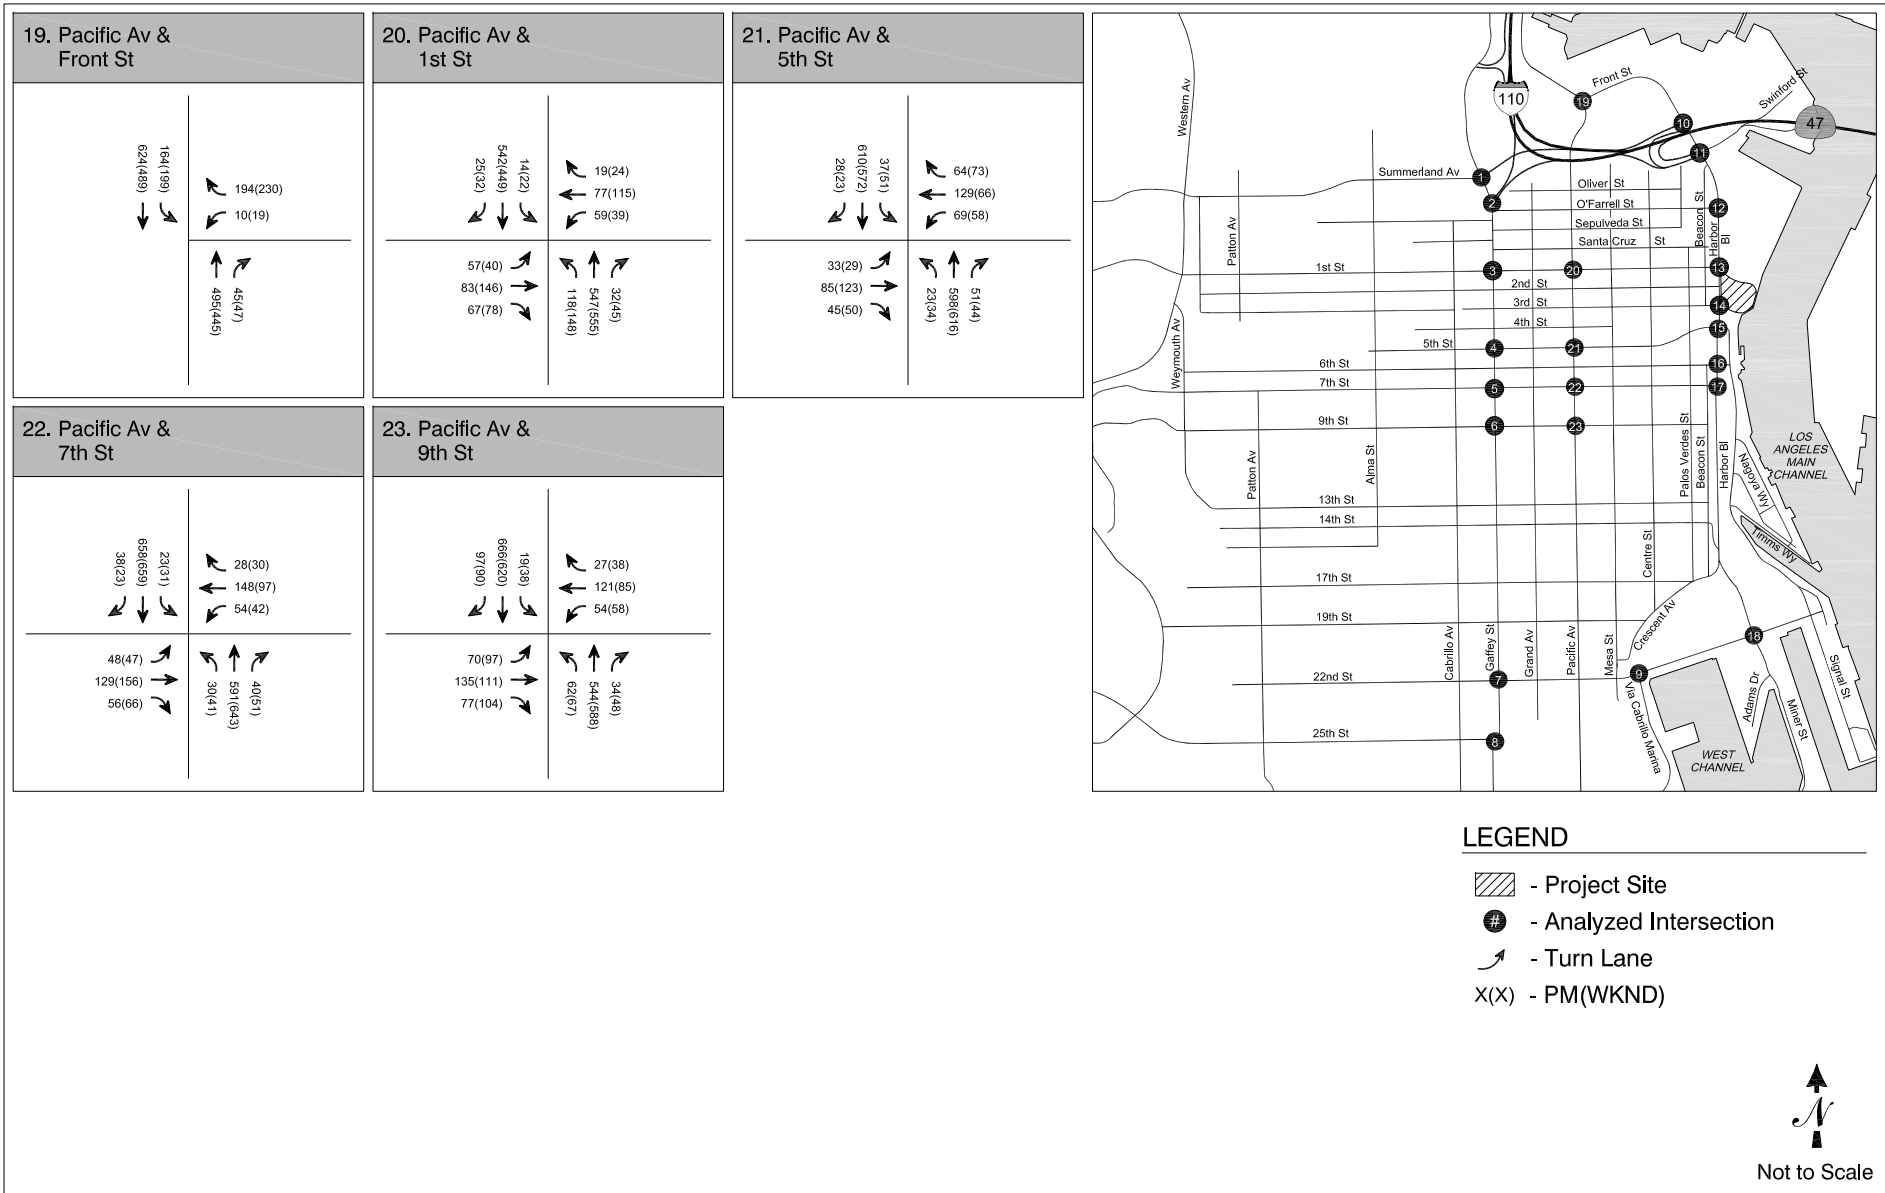 19. Pacific Av &
Front St
624(489)
164(199)
194(230)
10(19)
495(445)
45(47)
20. Pacific Av &
1st St
25(32)
542(449)
14(22)
19(24)
77(115)
59(39)
57(40)
83(146)
67(78)
118(148)
547(555)
32(45)
21. Pacific Av &
5th St
28(23)
610(572)
37(51)
64(73)
129(66)
69(58)
33(29)
85(123)
45(50)
23(34)
598(616)
51(44)
22. Pacific Av &
7th St
38(23)
658(659)
23(31)
28(30)
148(97)
54(42)
48(47)
129(156)
56(66)
30(41)
591(643)
40(51)
23. Pacific Av &
9th St
97(90)
666(620)
19(38)
27(38)
121(85)
54(58)
70(97)
135(111)
77(104)
62(67)
544(588)
34(48)
Western Av
110
Front St
19
Swinford St
10
47
11
Summerland Av
1
Oliver St
2
O'Farrell St
12
Sepulveda St
Beacon St
Harbor Bl
Patton Av
Santa Cruz St
1st St
3
20
13
2nd St
3rd St
14
4th St
15
Weymouth Av
5th St
4
21
6th St
16
7th St
5
22
17
9th St
6
23
Palos Verdes St
Beacon St
Harbor Bl
LOS
ANGELES
MAIN
CHANNEL
Nagoya Wy
Patton Av
Alma St
13th St
14th St
Timms Wy
Centre St
17th St
19th St
Crescent Av
18
Cabrillo Av
Gaffey St
Grand Av
Pacific Av
Mesa St
22nd St
7
9
Via Cabrillo Marina
Adams Dr
Miner St
Signal St
25th St
8
WEST
CHANNEL
LEGEND
- Project Site
# - Analyzed Intersection
- Turn Lane
X(X) - PM(WKND)
N
Not to Scale